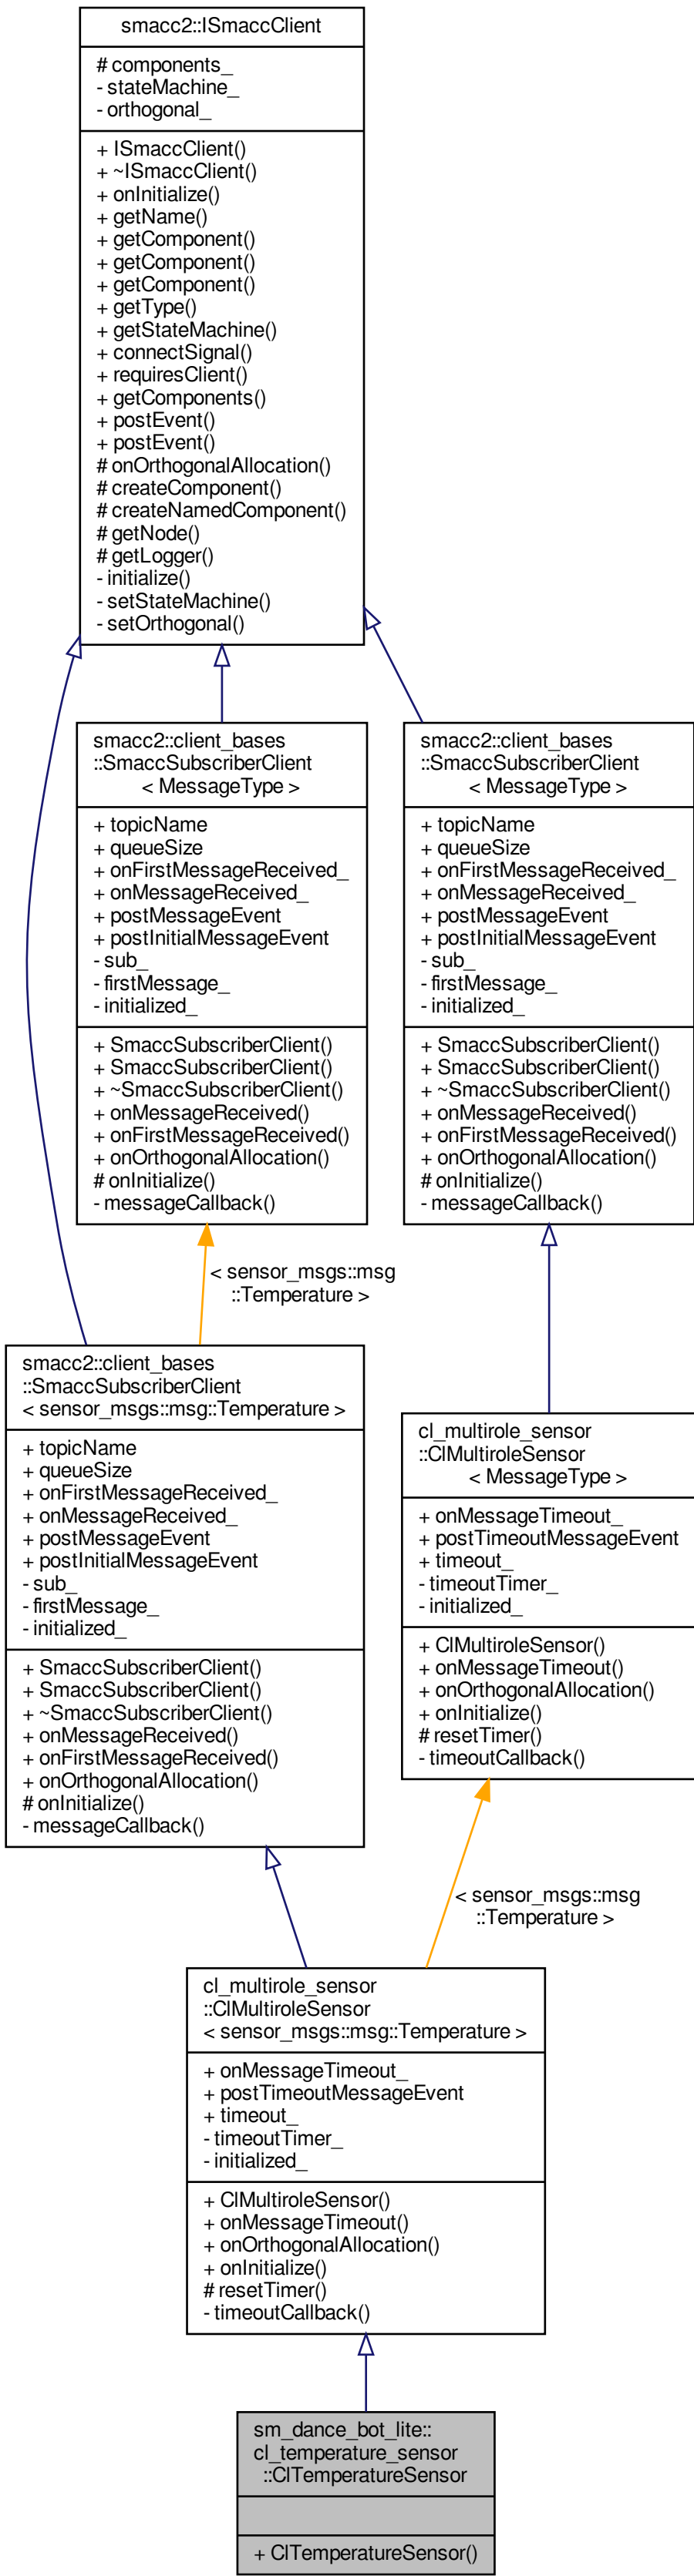 smacc2::ISmaccClient
# components_
- stateMachine_
- orthogonal_
+ ISmaccClient()
+ ~ISmaccClient()
+ onInitialize()
+ getName()
+ getComponent()
+ getComponent()
+ getComponent()
+ getType()
+ getStateMachine()
+ connectSignal()
+ requiresClient()
+ getComponents()
+ postEvent()
+ postEvent()
# onOrthogonalAllocation()
# createComponent()
# createNamedComponent()
# getNode()
# getLogger()
- initialize()
- setStateMachine()
- setOrthogonal()
smacc2::client_bases
::SmaccSubscriberClient
< MessageType >
+ topicName
+ queueSize
+ onFirstMessageReceived_
+ onMessageReceived_
+ postMessageEvent
+ postInitialMessageEvent
- sub_
- firstMessage_
- initialized_
+ SmaccSubscriberClient()
+ SmaccSubscriberClient()
+ ~SmaccSubscriberClient()
+ onMessageReceived()
+ onFirstMessageReceived()
+ onOrthogonalAllocation()
# onInitialize()
- messageCallback()
smacc2::client_bases
::SmaccSubscriberClient
< MessageType >
+ topicName
+ queueSize
+ onFirstMessageReceived_
+ onMessageReceived_
+ postMessageEvent
+ postInitialMessageEvent
- sub_
- firstMessage_
- initialized_
+ SmaccSubscriberClient()
+ SmaccSubscriberClient()
+ ~SmaccSubscriberClient()
+ onMessageReceived()
+ onFirstMessageReceived()
+ onOrthogonalAllocation()
# onInitialize()
- messageCallback()
< sensor_msgs::msg
::Temperature >
smacc2::client_bases
::SmaccSubscriberClient
< sensor_msgs::msg::Temperature >
+ topicName
+ queueSize
+ onFirstMessageReceived_
+ onMessageReceived_
+ postMessageEvent
+ postInitialMessageEvent
- sub_
- firstMessage_
- initialized_
+ SmaccSubscriberClient()
+ SmaccSubscriberClient()
+ ~SmaccSubscriberClient()
+ onMessageReceived()
+ onFirstMessageReceived()
+ onOrthogonalAllocation()
# onInitialize()
- messageCallback()
cl_multirole_sensor
::ClMultiroleSensor
< MessageType >
+ onMessageTimeout_
+ postTimeoutMessageEvent
+ timeout_
- timeoutTimer_
- initialized_
+ ClMultiroleSensor()
+ onMessageTimeout()
+ onOrthogonalAllocation()
+ onInitialize()
# resetTimer()
- timeoutCallback()
< sensor_msgs::msg
::Temperature >
cl_multirole_sensor
::ClMultiroleSensor
< sensor_msgs::msg::Temperature >
+ onMessageTimeout_
+ postTimeoutMessageEvent
+ timeout_
- timeoutTimer_
- initialized_
+ ClMultiroleSensor()
+ onMessageTimeout()
+ onOrthogonalAllocation()
+ onInitialize()
# resetTimer()
- timeoutCallback()
sm_dance_bot_lite::
cl_temperature_sensor
::ClTemperatureSensor
+ ClTemperatureSensor()